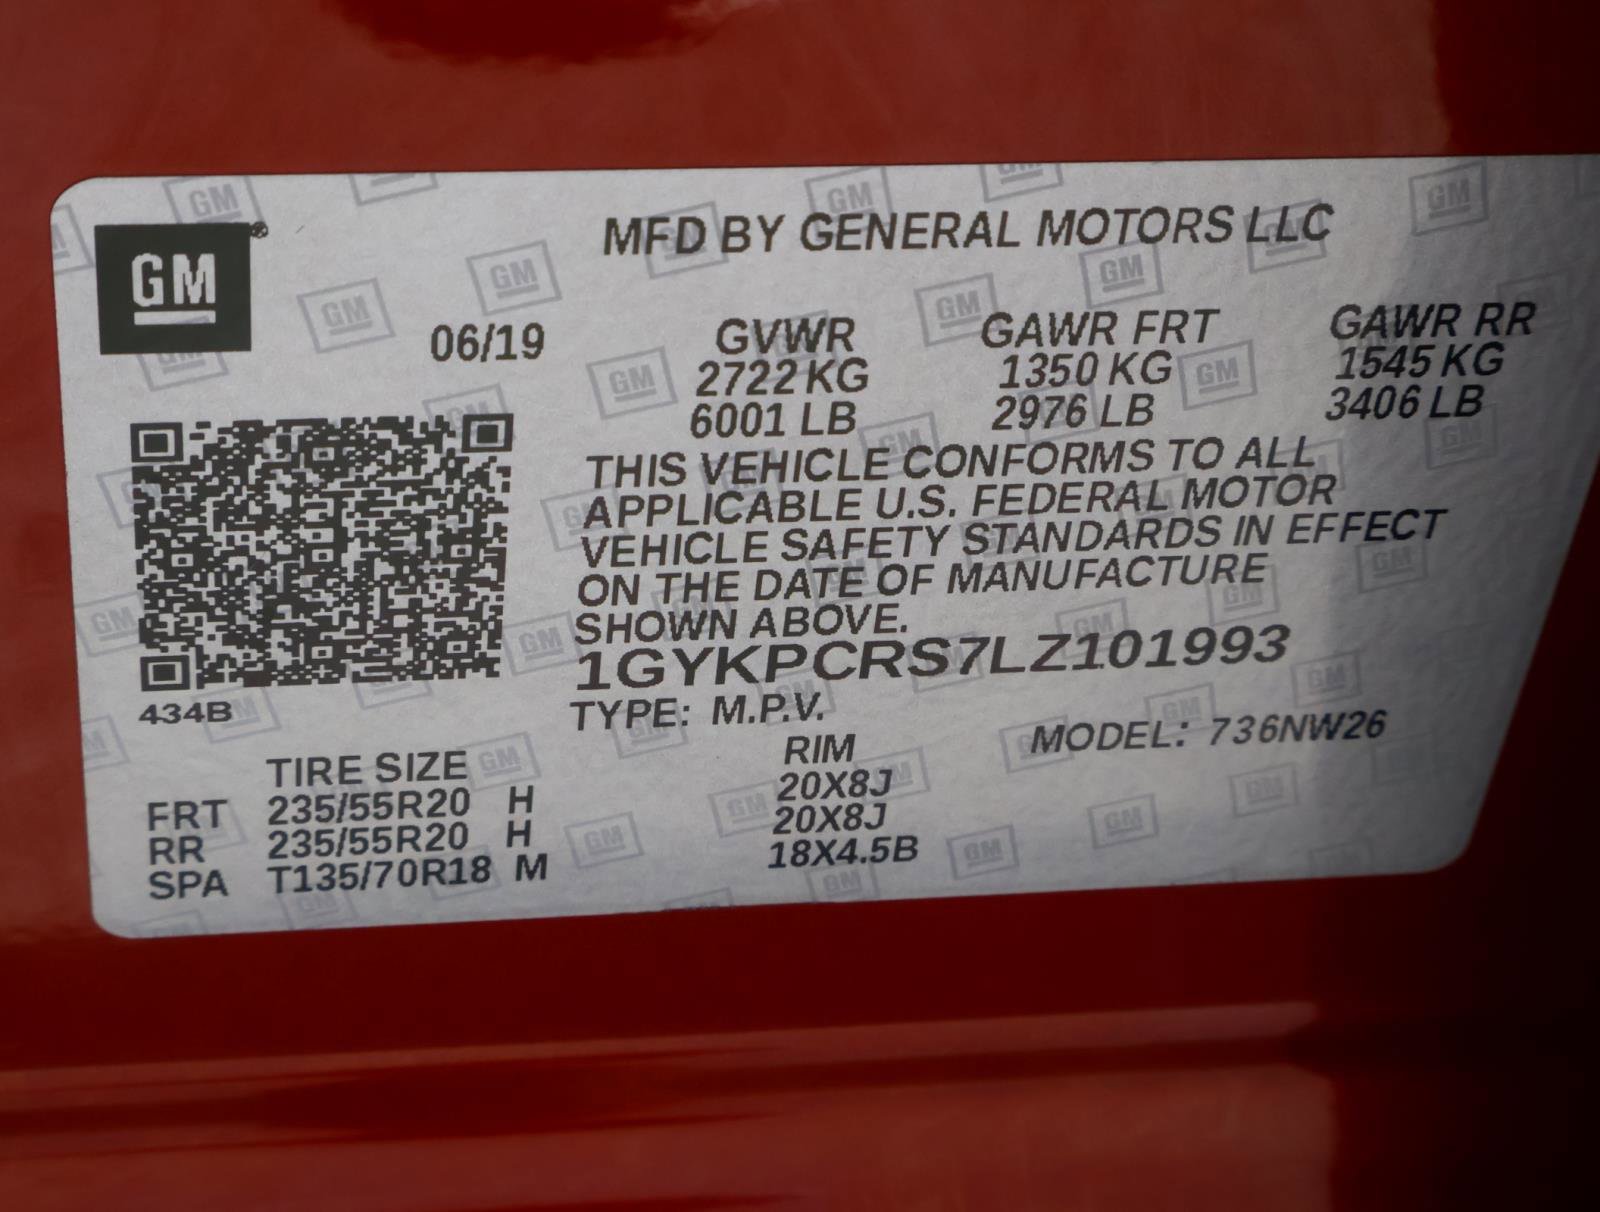 GM
MFD BY GENERAL MOTORS LLC
06/19
GVWR GAWR FRT GAWR RR
2722 KG 1350 KG 1545 KG
6001 LB 2976 LB 3406 LB
THIS VEHICLE CONFORMS TO ALL
APPLICABLE U.S. FEDERAL MOTOR
VEHICLE SAFETY STANDARDS IN EFFECT
ON THE DATE OF MANUFACTURE
SHOWN ABOVE.
1GYKPCRS7LZ101993
434B
TYPE: M.P.V. MODEL: 736NW26
TIRE SIZE RIM
FRT 235/55R20 H 20X8J
RR 235/55R20 H 20X8J
SPA T135/70R18 M 18X4.5B